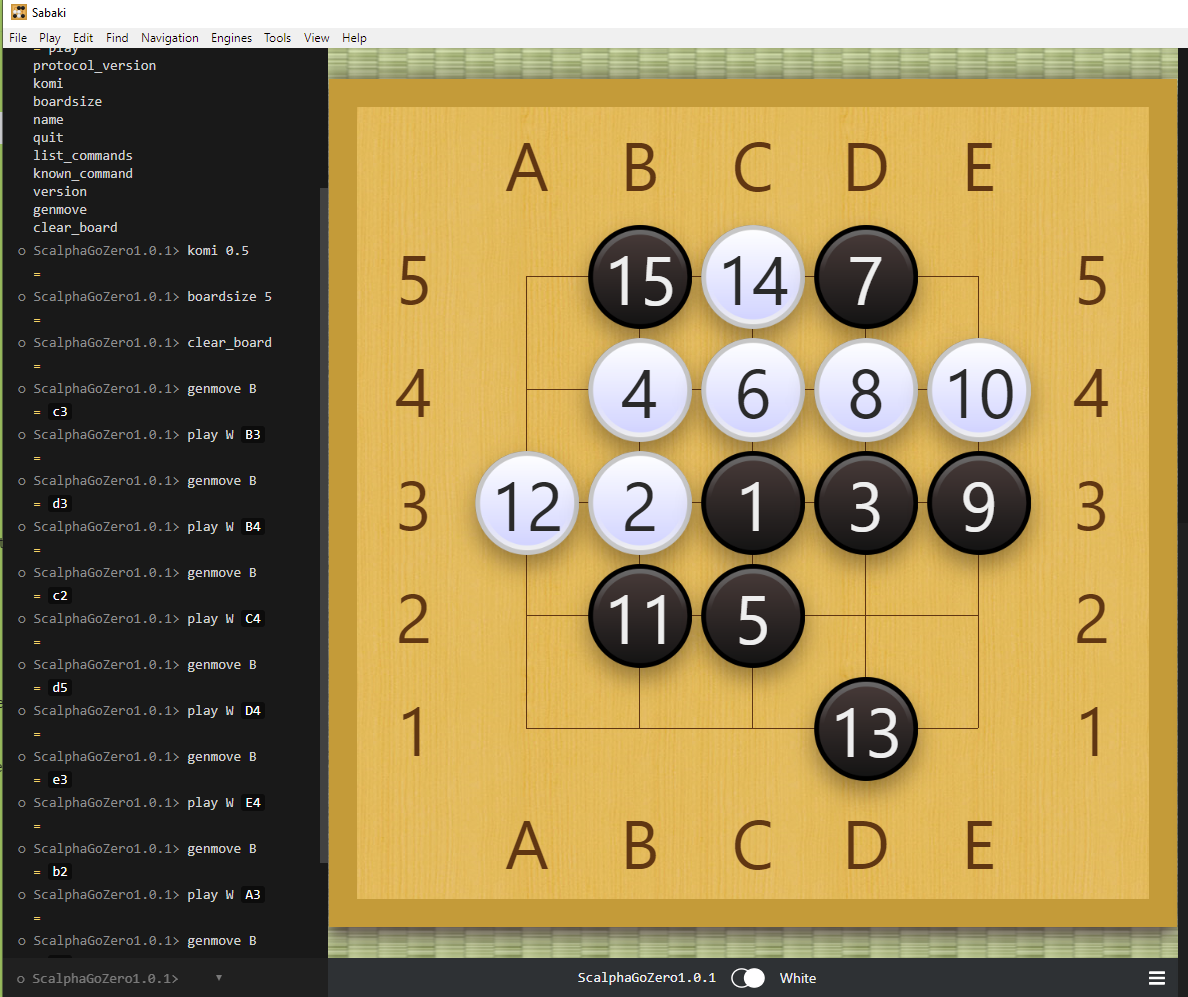 Sabaki
File Play Edit Find Navigation Engines Tools View Help
= play
protocol_version
komi
boardsize
name
quit
list_commands
known_command
version
genmove
clear_board
ScalphaGoZero1.0.1> komi 0.5
=
ScalphaGoZero1.0.1> boardsize 5
=
ScalphaGoZero1.0.1> clear_board
=
ScalphaGoZero1.0.1> genmove B
= c3
ScalphaGoZero1.0.1> play W B3
=
ScalphaGoZero1.0.1> genmove B
= d3
ScalphaGoZero1.0.1> play W B4
=
ScalphaGoZero1.0.1> genmove B
= c2
ScalphaGoZero1.0.1> play W C4
=
ScalphaGoZero1.0.1> genmove B
= d5
ScalphaGoZero1.0.1> play W D4
=
ScalphaGoZero1.0.1> genmove B
= e3
ScalphaGoZero1.0.1> play W E4
=
ScalphaGoZero1.0.1> genmove B
= b2
ScalphaGoZero1.0.1> play W A3
=
ScalphaGoZero1.0.1> genmove B
ScalphaGoZero1.0.1>
A B C D E
5 15 14 7 5
4 4 6 8 10 4
3 12 2 1 3 9 3
2 11 5 2
1 13 1
A B C D E
ScalphaGoZero1.0.1 White